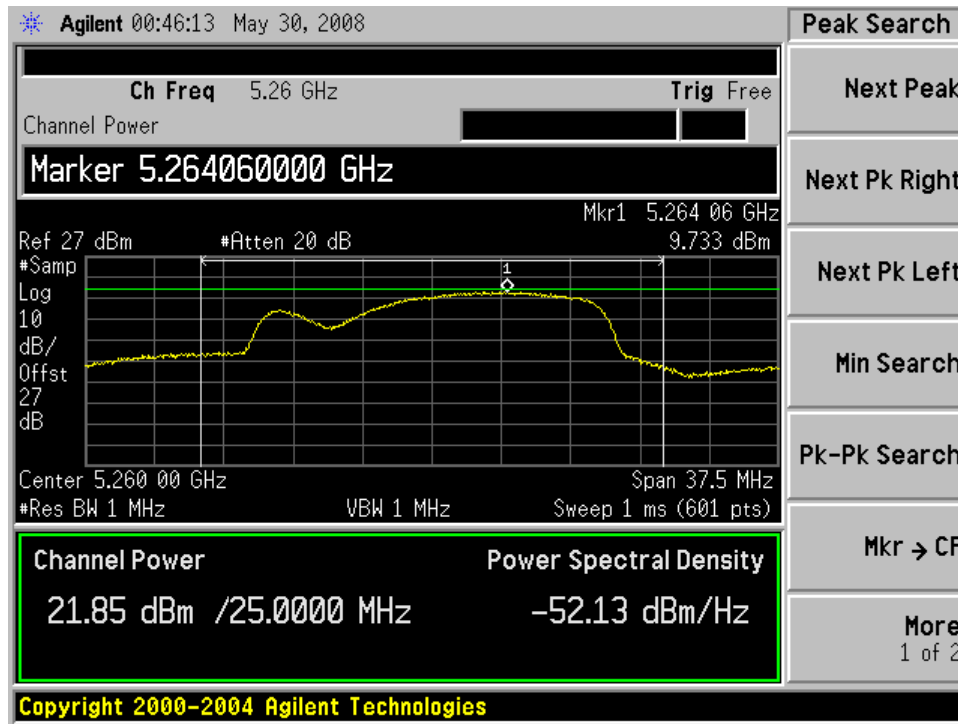 Agilent 00:46:13 May 30, 2008
Peak Search
Ch Freq 5.26 GHz Trig Free
Channel Power
Marker 5.264060000 GHz
Mkr1 5.264 06 GHz
Ref 27 dBm #Atten 20 dB 9.733 dBm
#Samp
Log
10
dB/
Offst
27
dB
1
Center 5.260 00 GHz Span 37.5 MHz
#Res BW 1 MHz VBW 1 MHz Sweep 1 ms (601 pts)
Channel Power Power Spectral Density
21.85 dBm /25.0000 MHz -52.13 dBm/Hz
Copyright 2000-2004 Agilent Technologies
Next Peak
Next Pk Right
Next Pk Left
Min Search
Pk-Pk Search
Mkr → CF
More
1 of 2